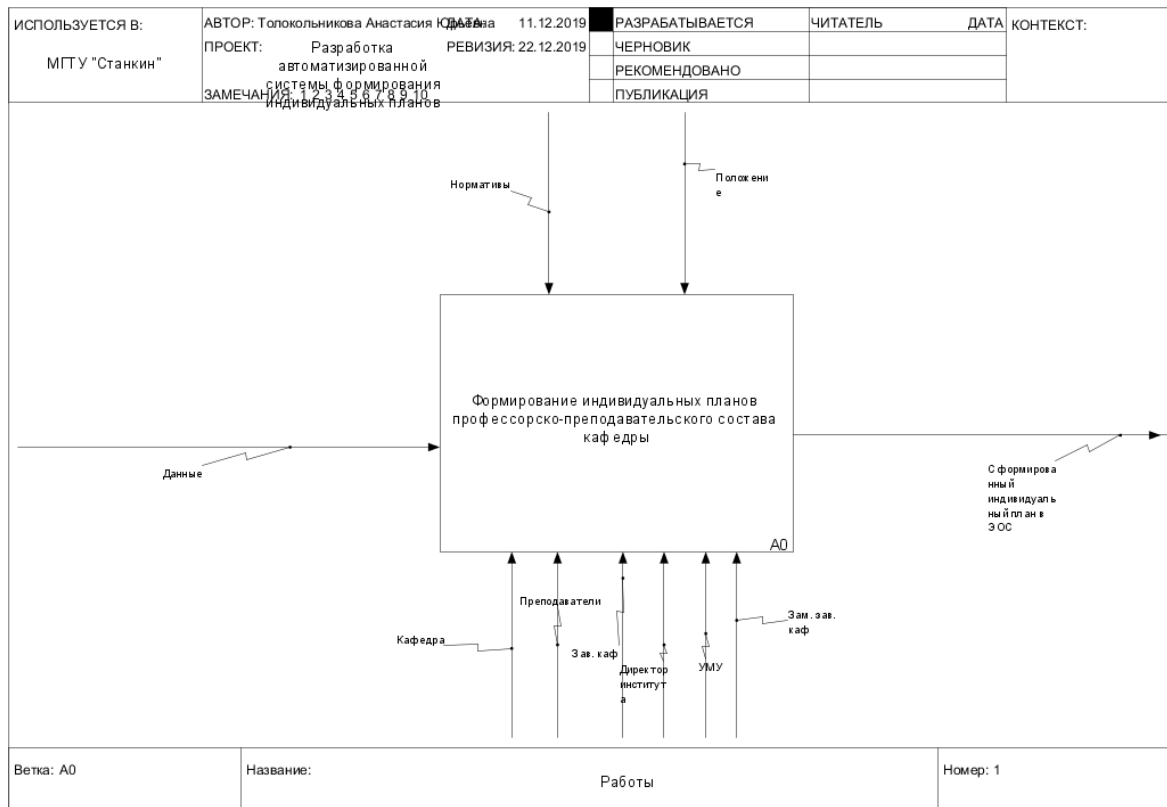 ИСПОЛЬЗУЕТСЯ В:
МГТУ "Станкин"
АВТОР: Толокольникова Анастасия Юрьевна
ДАТА: 11.12.2019
ПРОЕКТ: Разработка
автоматизированной
системы формирования
индивидуальных планов
РЕВИЗИЯ: 22.12.2019
ЗАМЕЧАНИЯ: 1 2 3 4 5 6 7 8 9 10
РАЗРАБАТЫВАЕТСЯ
ЧЕРНОВИК
РЕКОМЕНДОВАНО
ПУБЛИКАЦИЯ
ЧИТАТЕЛЬ ДАТА
КОНТЕКСТ:
Нормативы
Положени
е
Формирование индивидуальных планов
профессорско-преподавательского состава
кафедры
A0
Данные
Сформирова
нный
индивидуаль
ный план в
ЭОС
Кафедра
Преподаватели
Зав. каф
Директор
институт
а
УМУ
Зам. зав.
каф
Ветка: A0
Название:
Работы
Номер: 1